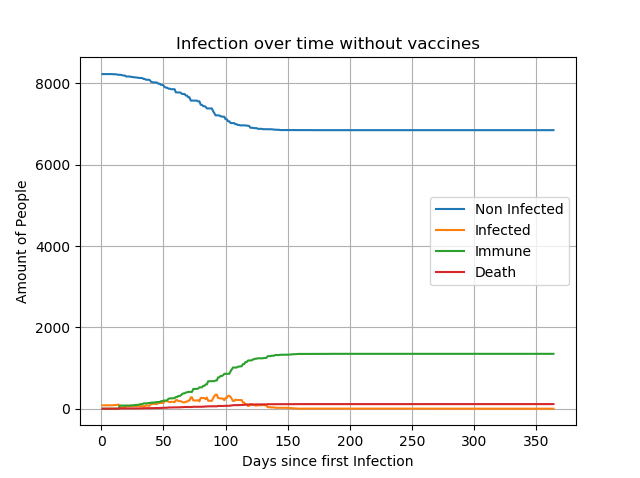 Infection over time without vaccines
Amount of People
8000
6000
4000
2000
0
Non Infected
Infected
Immune
Death
0 50 100 150 200 250 300 350
Days since first Infection